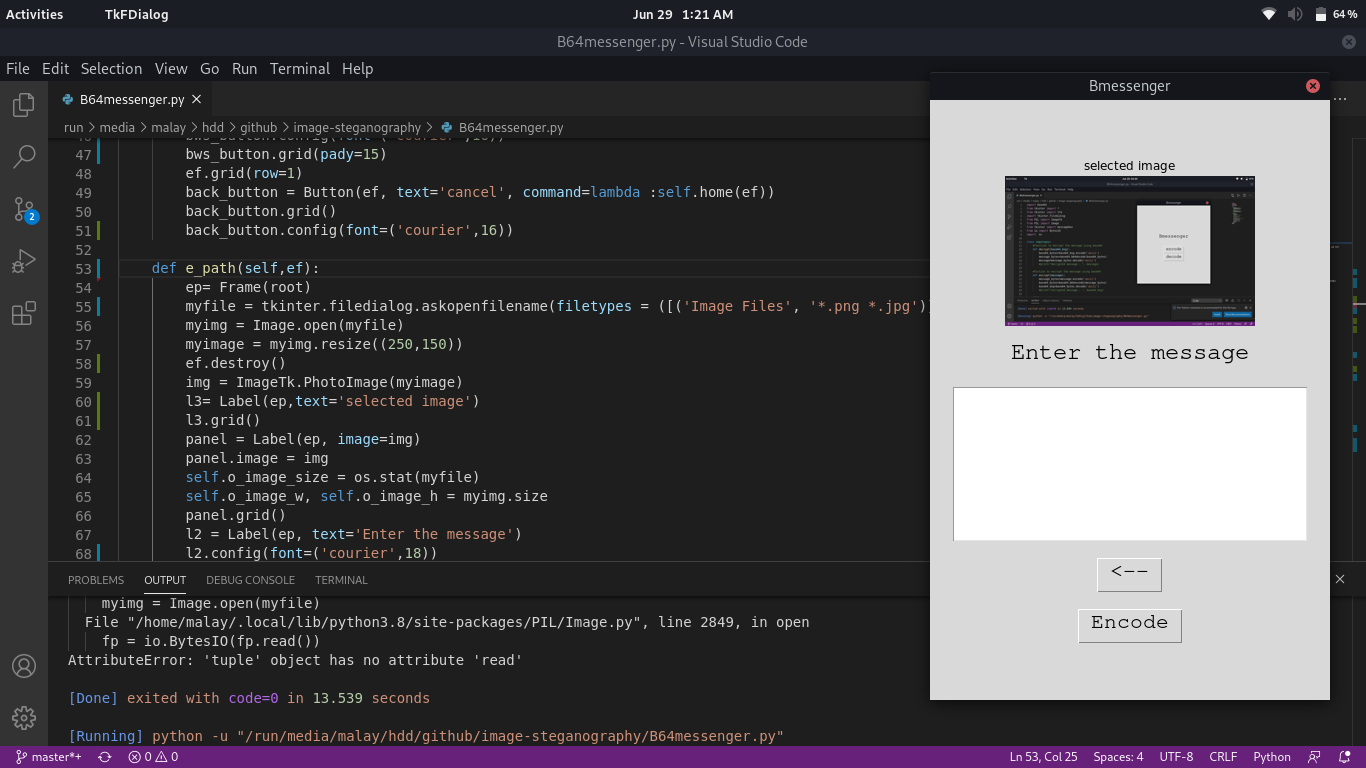 Activities TkFDialog Jun 29 1:21 AM 64 %
B64messenger.py - Visual Studio Code
File Edit Selection View Go Run Terminal Help
B64messenger.py
run > media > malay > hdd > github > image-steganography > B64messenger.py
47 bws_button.grid(pady=15)
48 ef.grid(row=1)
49 back_button = Button(ef, text='cancel', command=lambda :self.home(ef))
50 back_button.grid()
51 back_button.config(font=('courier',16))
52
53 def e_path(self,ef):
54 ep= Frame(root)
55 myfile = tkinter.filedialog.askopenfilename(filetypes = ([('Image Files', '*.png *.jpg')]
56 myimg = Image.open(myfile)
57 myimage = myimg.resize((250,150))
58 ef.destroy()
59 img = ImageTk.PhotoImage(myimage)
60 l3= Label(ep,text='selected image')
61 l3.grid()
62 panel = Label(ep, image=img)
63 panel.image = img
64 self.o_image_size = os.stat(myfile)
65 self.o_image_w, self.o_image_h = myimg.size
66 panel.grid()
67 l2 = Label(ep, text='Enter the message')
68 l2.config(font=('courier',18))
PROBLEMS OUTPUT DEBUG CONSOLE TERMINAL
myimg = Image.open(myfile)
File "/home/malay/.local/lib/python3.8/site-packages/PIL/Image.py", line 2849, in open
fp = io.BytesIO(fp.read())
AttributeError: 'tuple' object has no attribute 'read'
[Done] exited with code=0 in 13.539 seconds
[Running] python -u "/run/media/malay/hdd/github/image-steganography/B64messenger.py"
2
master*+ 0 0 Ln 53, Col 25 Spaces: 4 UTF-8 CRLF Python
Bmessenger
selected image
Bmessenger
encode
decode
Enter the message
<--
Encode